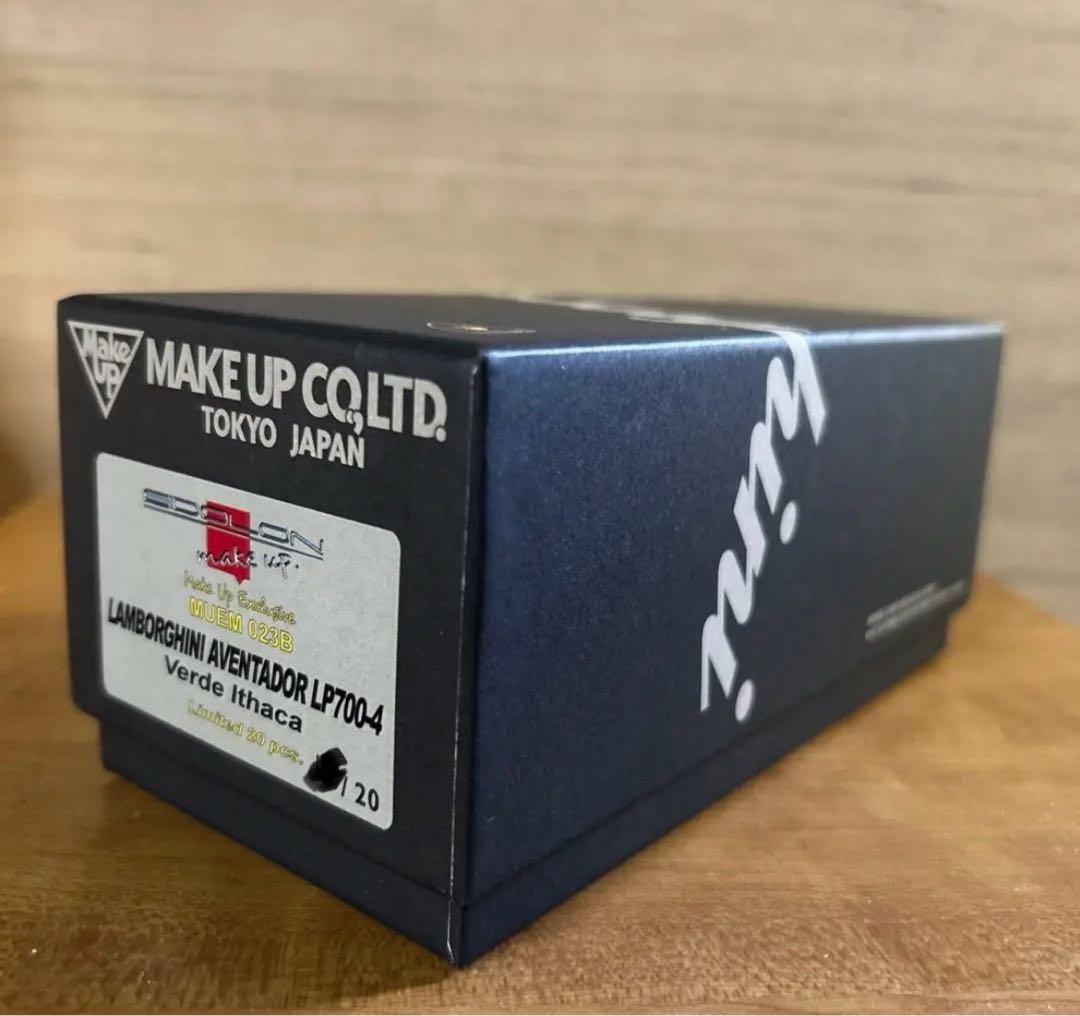 Make
Up
MAKE UP CO., LTD.
TOKYO JAPAN
EIDOLON
make up.
Make Up Exclusive
MUEM 023B
LAMBORGHINI AVENTADOR LP700-4
Verde Ithaca
Limited 20 pcs.
/ 20